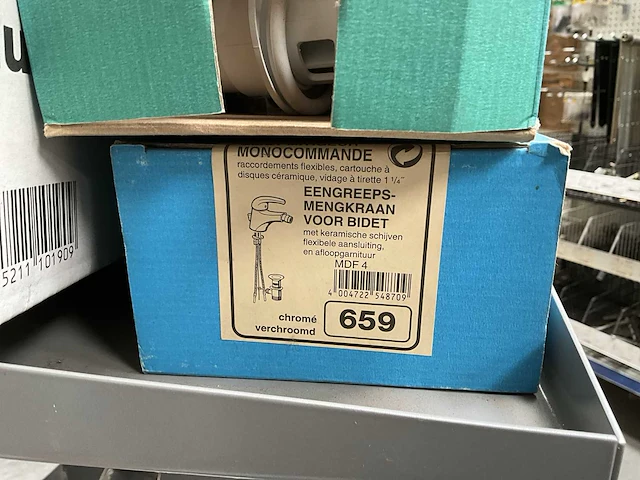 u
MONOCOMMANDE
raccordements flexibles, cartouche à
disques céramique, vidage à tirette 1 ¼"
EENGREEPS-
MENGKRAAN
VOOR BIDET
met keramische schijven
flexibele aansluiting,
en afloopgarnituur
MDF 4
4 004722 548709
chromé
verchroomd
659
5211 101909